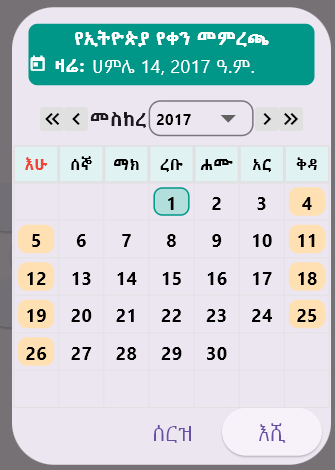 የኢትዮጵያ የቀን መምረጫ
ዛሬ: ሀምሌ 14, 2017 ዓ.ም.
መስከረ 2017
እሁ ሰኞ ማክ ረቡ ሐሙ አር ቅዳ
1 2 3 4
5 6 7 8 9 10 11
12 13 14 15 16 17 18
19 20 21 22 23 24 25
26 27 28 29 30
ሰርዝ እሺ